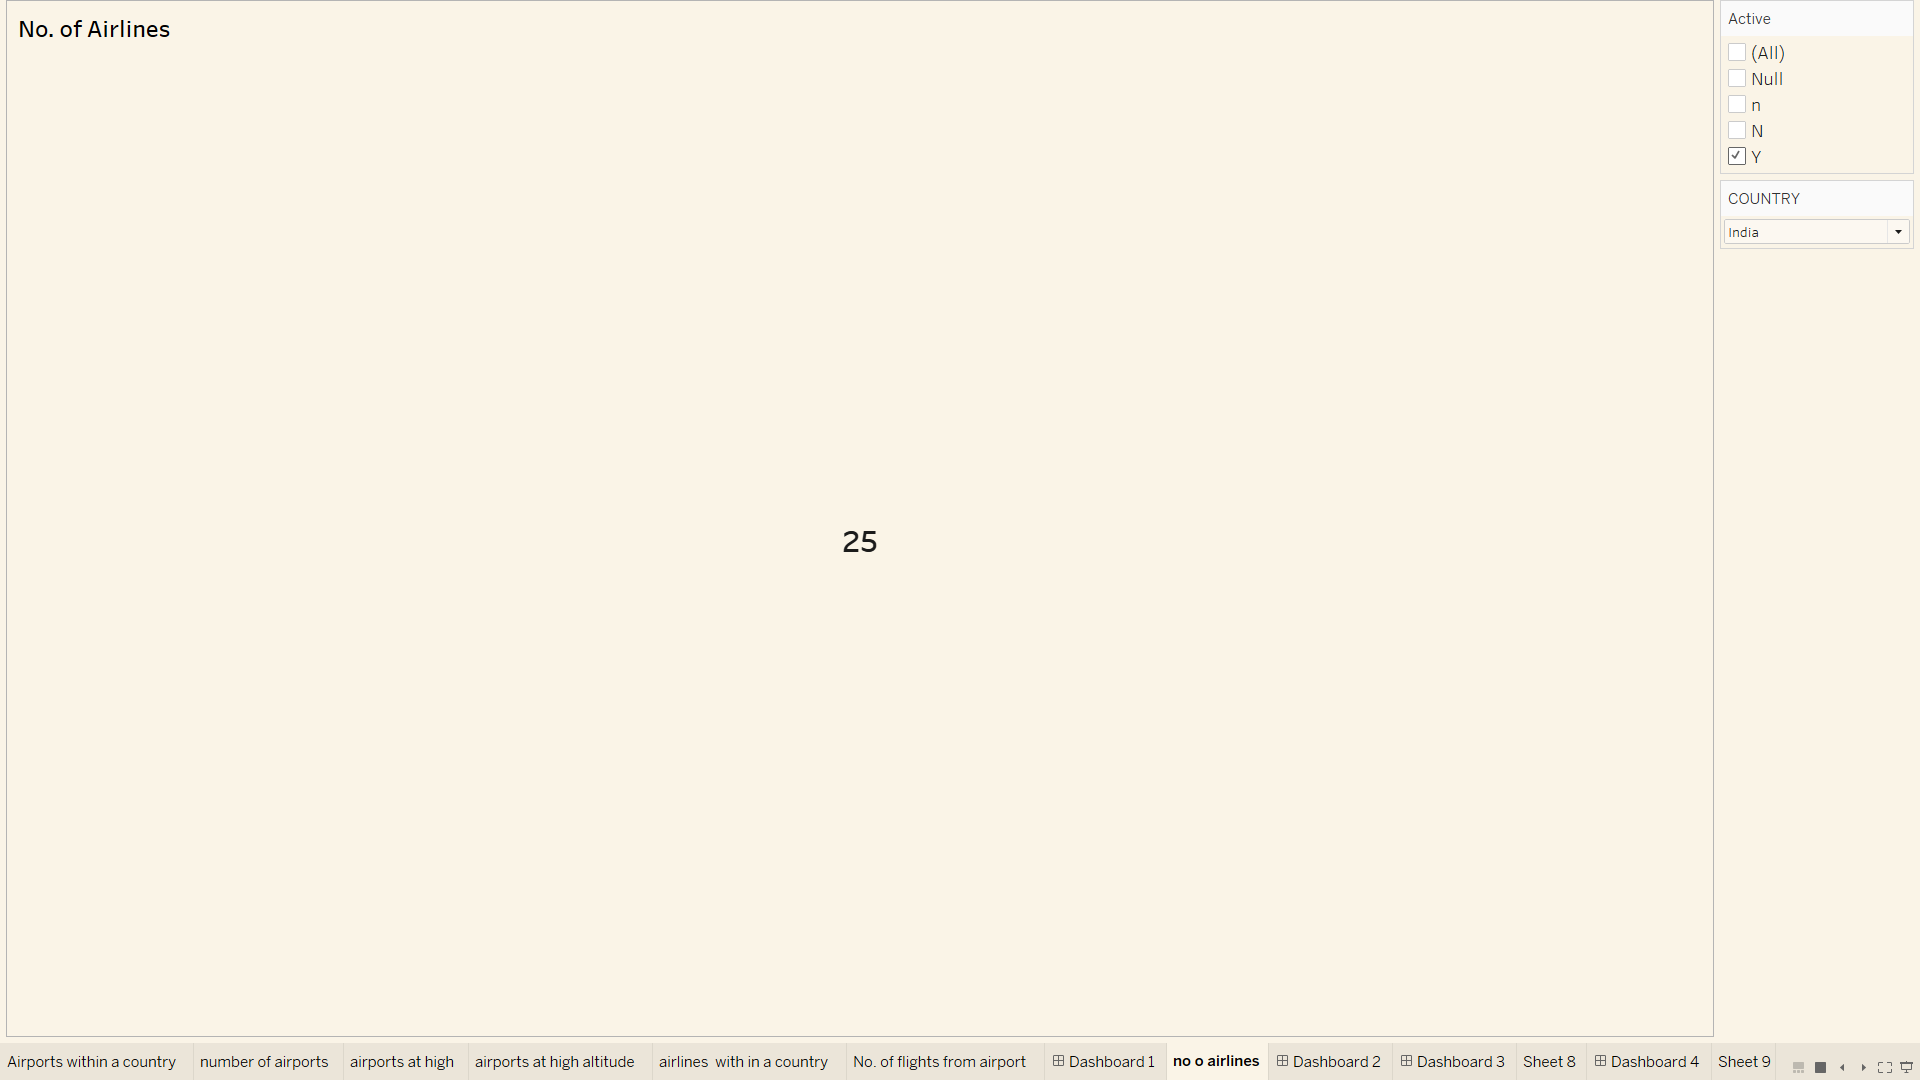 No. of Airlines
25
Active
(All)
Null
n
N
Y
COUNTRY
India
Airports within a country
number of airports
airports at high
airports at high altitude
airlines  with in a country
No. of flights from airport
Dashboard 1
no o airlines
Dashboard 2
Dashboard 3
Sheet 8
Dashboard 4
Sheet 9